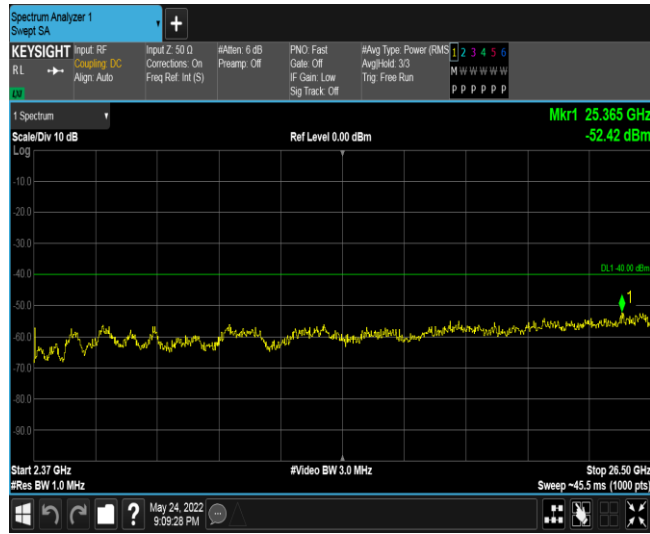 Spectrum Analyzer 1
Swept SA
+
KEYSIGHT
RL
LXI
Input: RF
Coupling: DC
Align: Auto
Input Z: 50 Ω
Corrections: On
Freq Ref: Int (S)
#Atten: 6 dB
Preamp: Off
PNO: Fast
Gate: Off
IF Gain: Low
Sig Track: Off
#Avg Type: Power (RMS
Avg|Hold: 3/3
Trig: Free Run
1 2 3 4 5 6
M W W W W W
P P P P P P
1 Spectrum
Mkr1 25.365 GHz
Scale/Div 10 dB
Ref Level 0.00 dBm
-52.42 dBm
Log
-10.0
-20.0
-30.0
DL1 -40.00 dBm
-40.0
1
-50.0
-60.0
-70.0
-80.0
-90.0
Start 2.37 GHz
#Video BW 3.0 MHz
Stop 26.50 GHz
#Res BW 1.0 MHz
Sweep ~45.5 ms (1000 pts)
?
May 24, 2022
9:09:28 PM